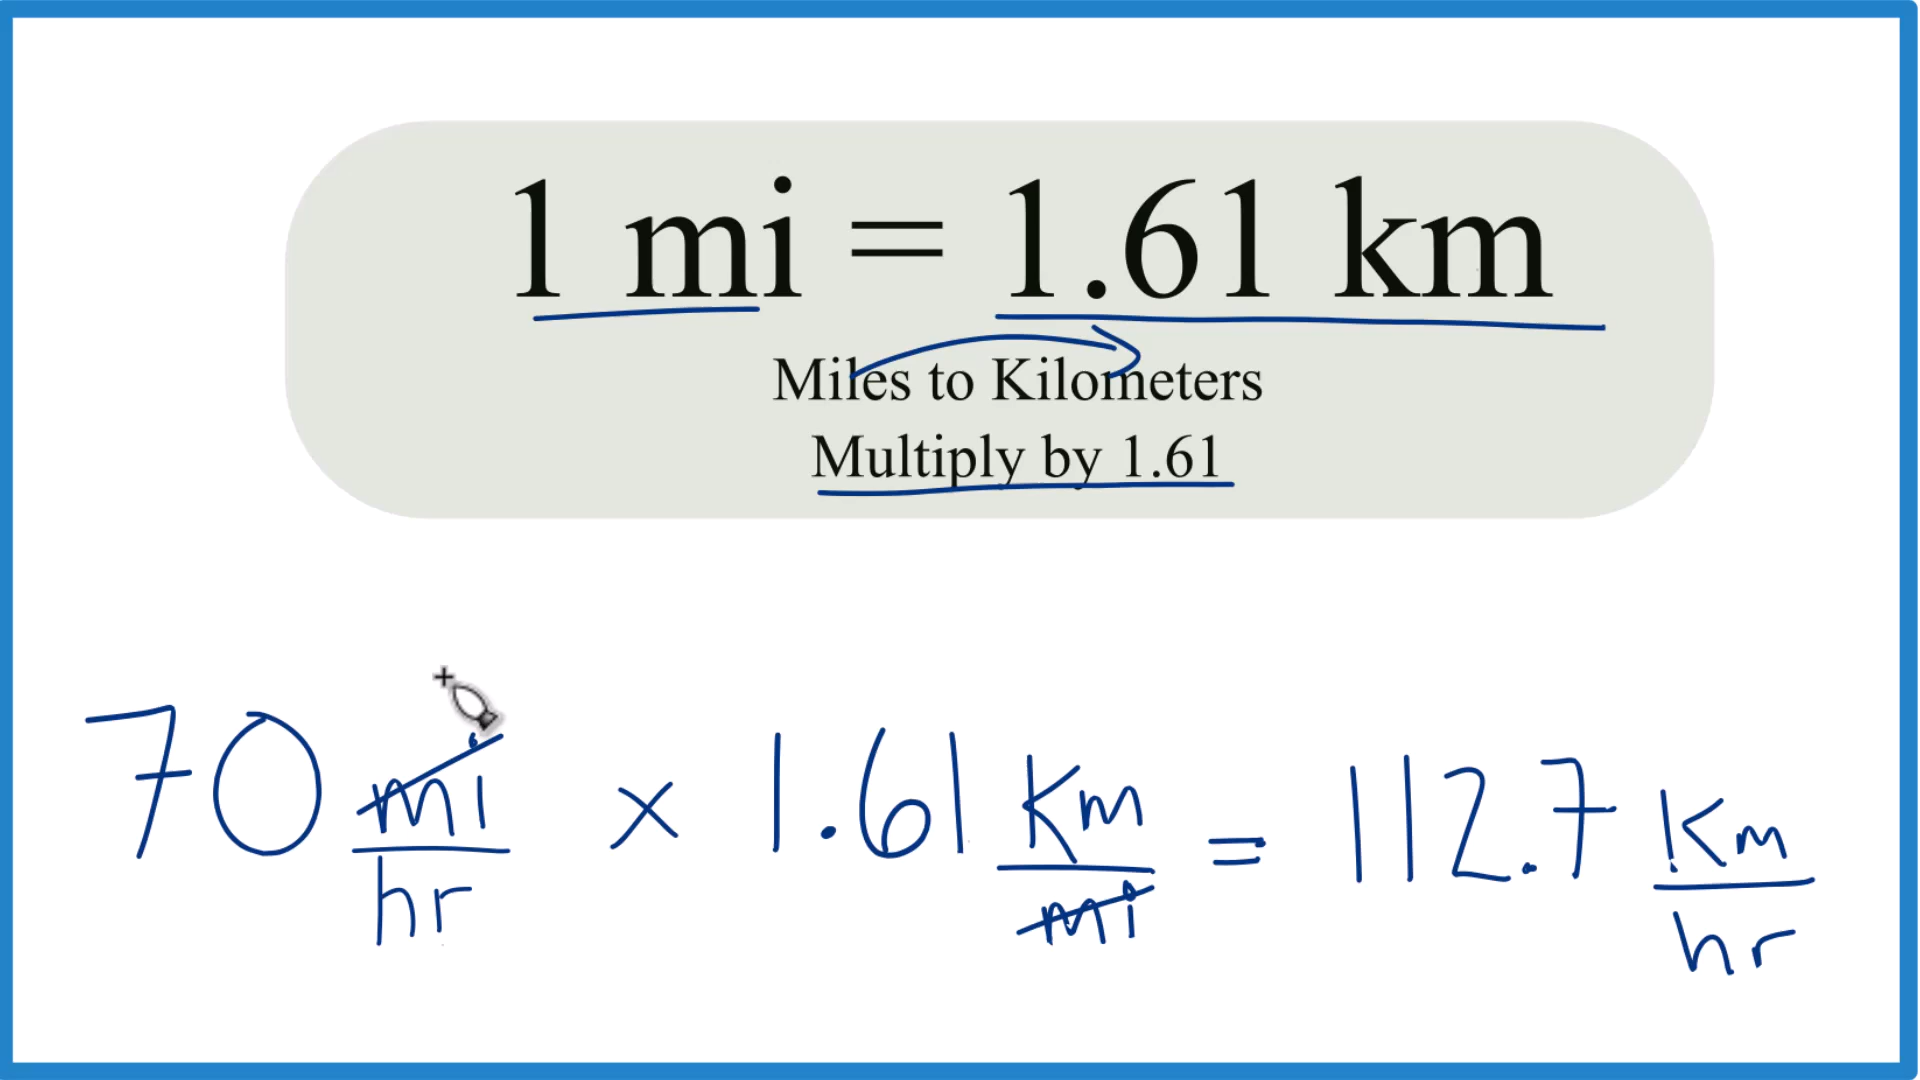 1 mi = 1.61 km
Miles to Kilometers
Multiply by 1.61
70 mi/hr x 1.61 Km/mi = 112.7 Km/hr